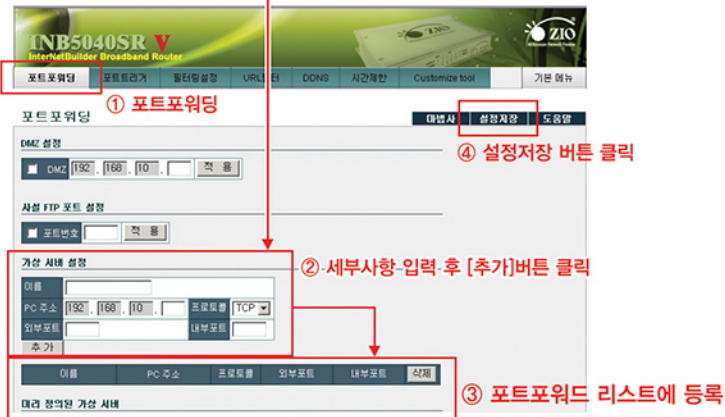 INB5040SR V
InterNetBuilder Broadband Router
ZIO
포트포워딩 포트트리거 필터링설정 DDNS 시간제한 Customize tool 기본 메뉴
① 포트포워딩
포트포워딩
마법사 설정저장 도움말
④ 설정저장 버튼 클릭
DMZ 설정
DMZ 192 . 168 . 10 . 적 용
사설 FTP 포트 설정
포트번호 적 용
가상 서버 설정
② 세부사항 입력 후 [추가]버튼 클릭
이름
PC 주소 192 . 168 . 10 . 프로토콜 TCP
외부포트 내부포트
추 가
이름 PC 주소 프로토콜 외부포트 내부포트 삭제
③ 포트포워드 리스트에 등록
미리 정의된 가상 서버